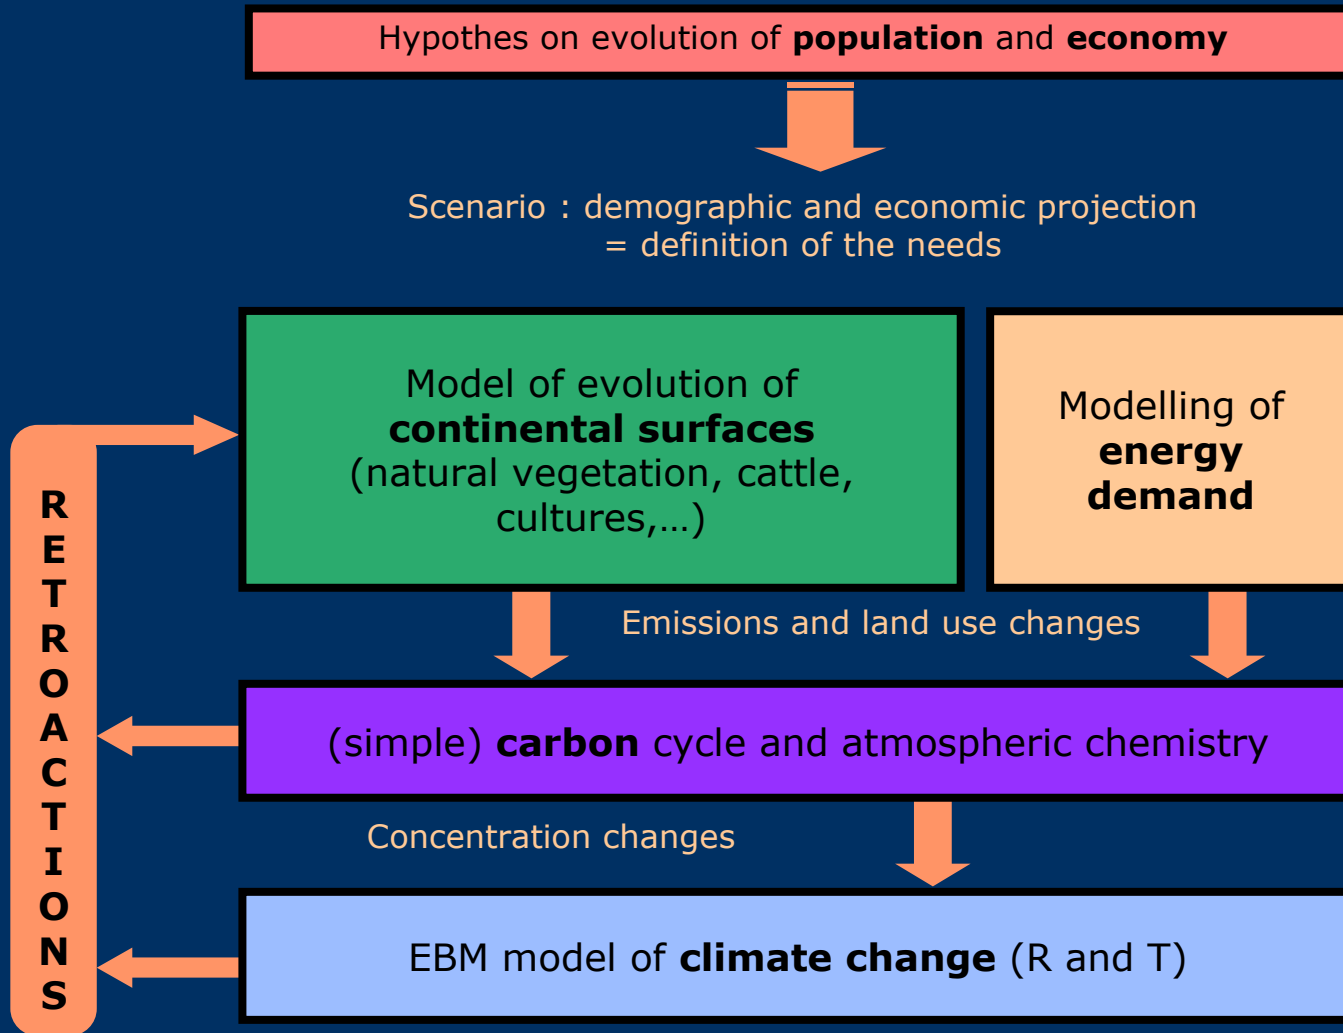 Hypothes on evolution of population and economy
Scenario : demographic and economic projection
= definition of the needs
Model of evolution of
continental surfaces
(natural vegetation, cattle,
cultures,…)
Modelling of
energy
demand
Emissions and land use changes
(simple) carbon cycle and atmospheric chemistry
Concentration changes
EBM model of climate change (R and T)
R
E
T
R
O
A
C
T
I
O
N
S